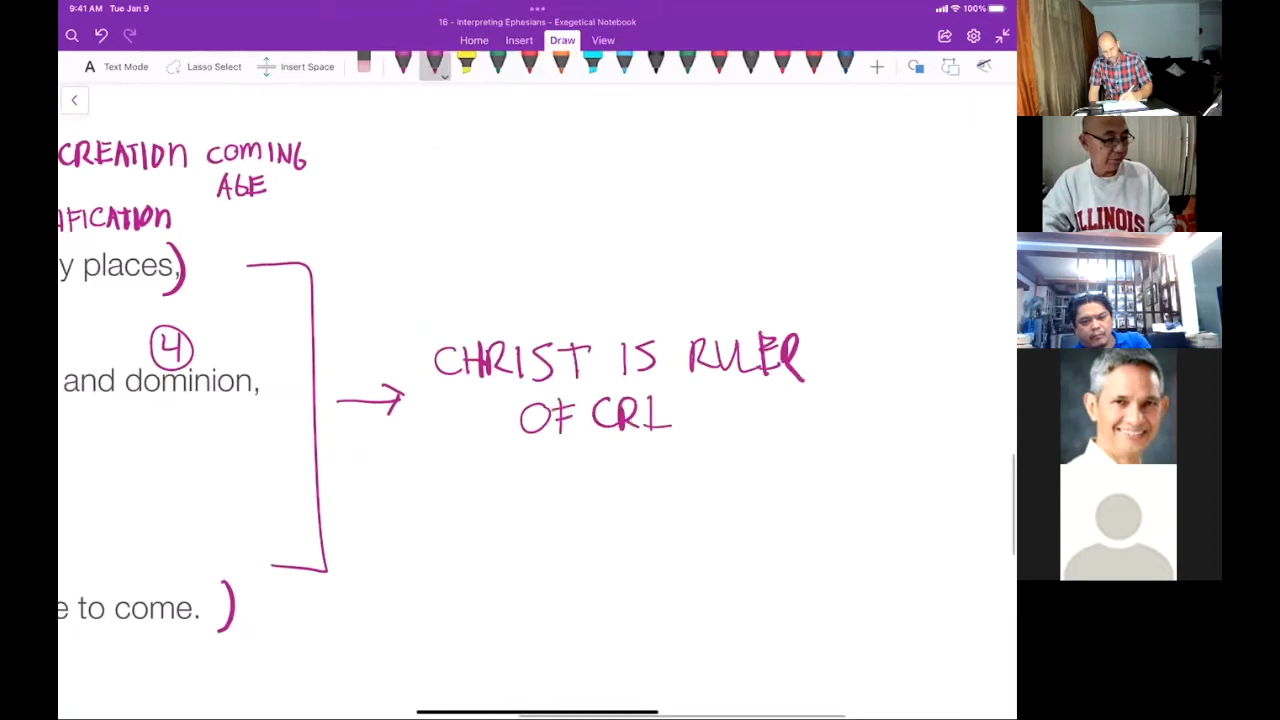 9:41 AM Tue Jan 9
100%
16 - Interpreting Ephesians - Exegetical Notebook
Home Insert Draw View
A Text Mode Lasso Select Insert Space
CREATION COMING
AGE
IFICATION
y places,)
4
and dominion,
CHRIST IS RULER
OF CRL
e to come. )
ILLINOIS